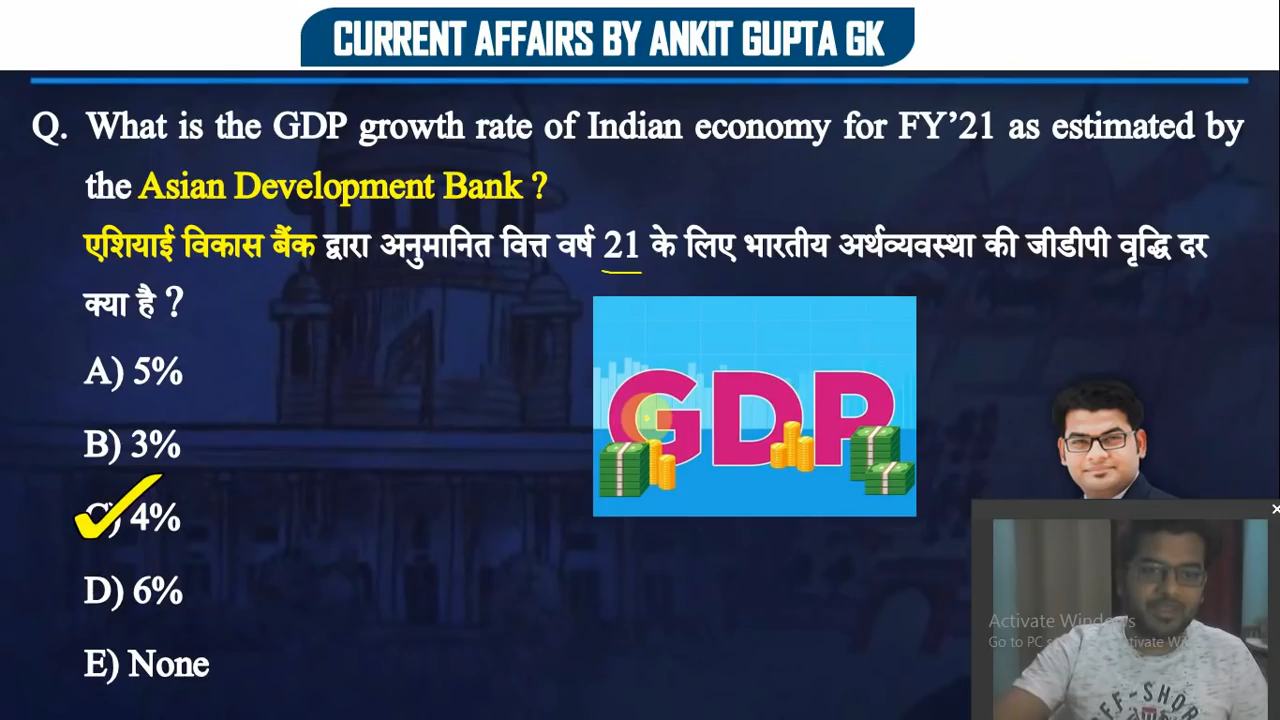 CURRENT AFFAIRS BY ANKIT GUPTA GK
Q. What is the GDP growth rate of Indian economy for FY’21 as estimated by
the Asian Development Bank ?
एशियाई विकास बैंक द्वारा अनुमानित वित्त वर्ष 21 के लिए भारतीय अर्थव्यवस्था की जीडीपी वृद्धि दर
क्या है ?
GDP
A) 5%
B) 3%
C) 4%
D) 6%
E) None
Activate Windows
Go to PC